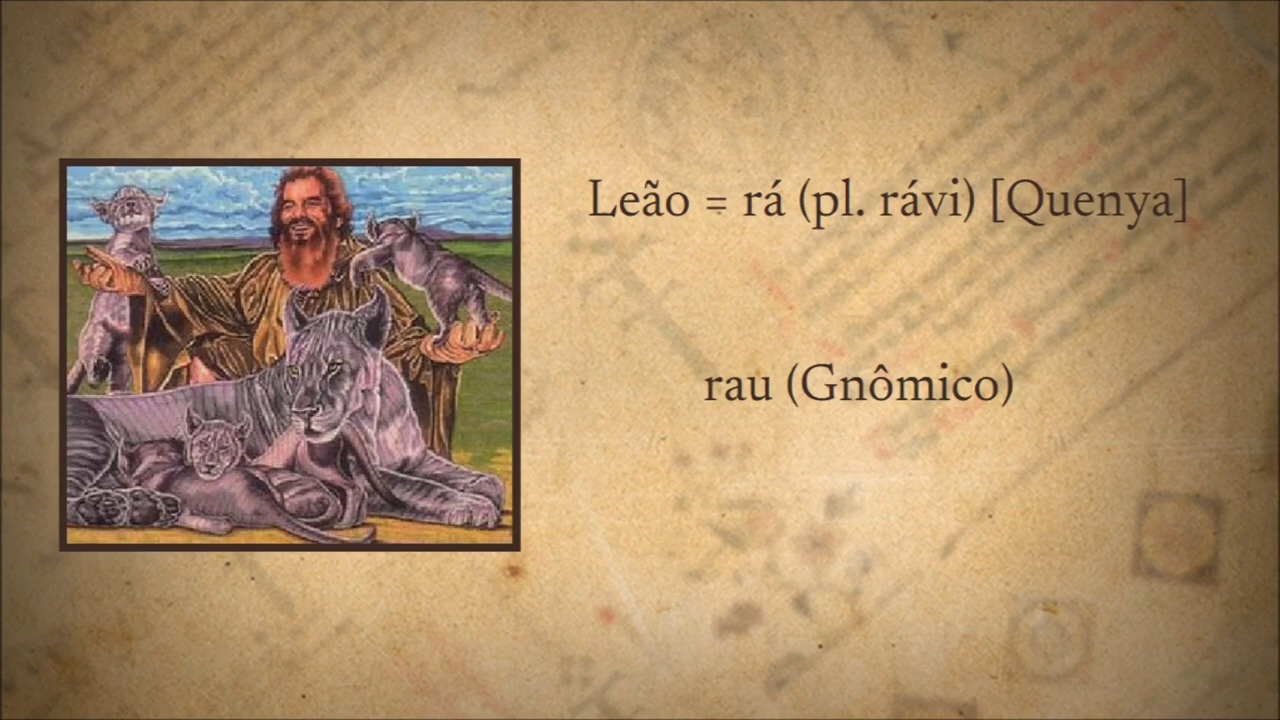 Leão = rá (pl. rávi) [Quenya]
rau (Gnômico)